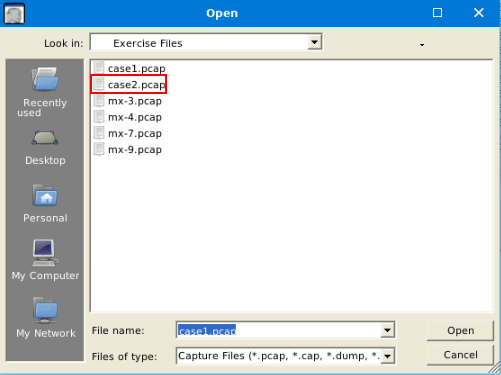 Open
Look in: Exercise Files
case1.pcap
case2.pcap
mx-3.pcap
mx-4.pcap
mx-7.pcap
mx-9.pcap
Recently
used
Desktop
Personal
My Computer
My Network
File name: case1.pcap Open
Files of type: Capture Files (*.pcap, *.cap, *.dump, *. Cancel